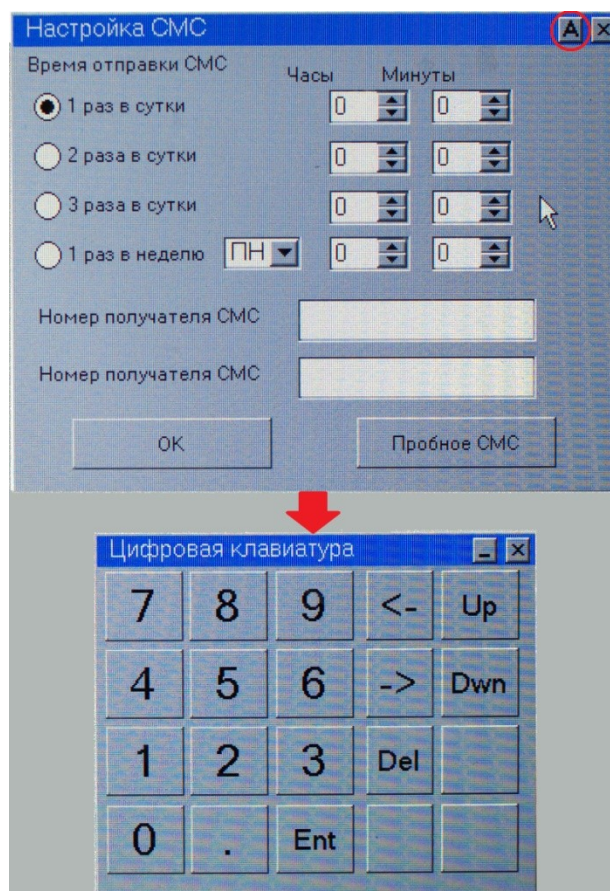 Настройка СМС A ×
Время отправки СМС Часы Минуты
1 раз в сутки 0 0
2 раза в сутки 0 0
3 раза в сутки 0 0
1 раз в неделю ПН 0 0
Номер получателя СМС
Номер получателя СМС
OK Пробное СМС
Цифровая клавиатура _ ×
7 8 9 <- Up
4 5 6 -> Dwn
1 2 3 Del
0 . Ent